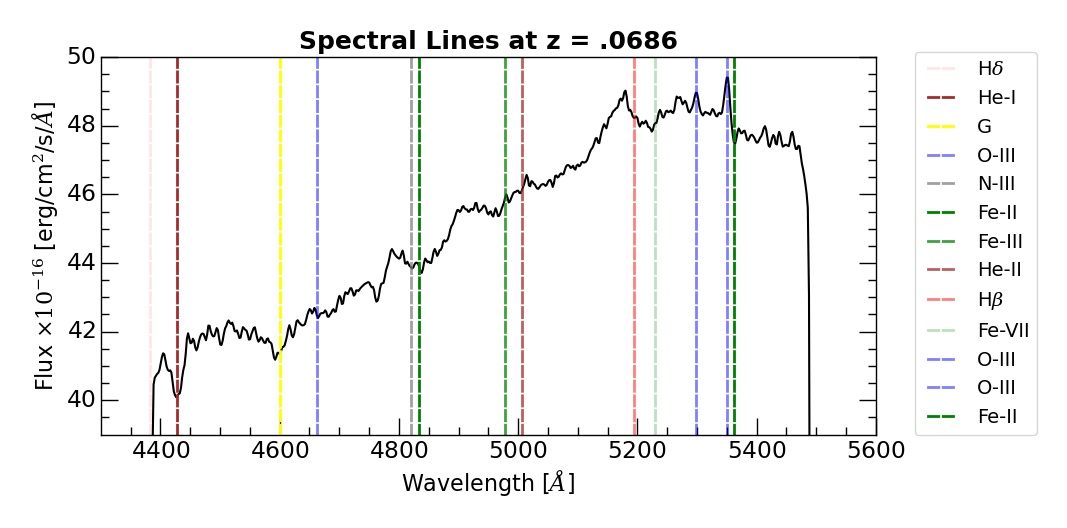 Spectral Lines at z = .0686
Flux ×10⁻¹⁶ [erg/cm²/s/Å]
50
48
46
44
42
40
4400 4600 4800 5000 5200 5400 5600
Wavelength [Å]
Hδ
He-I
G
O-III
N-III
Fe-II
Fe-III
He-II
Hβ
Fe-VII
O-III
O-III
Fe-II